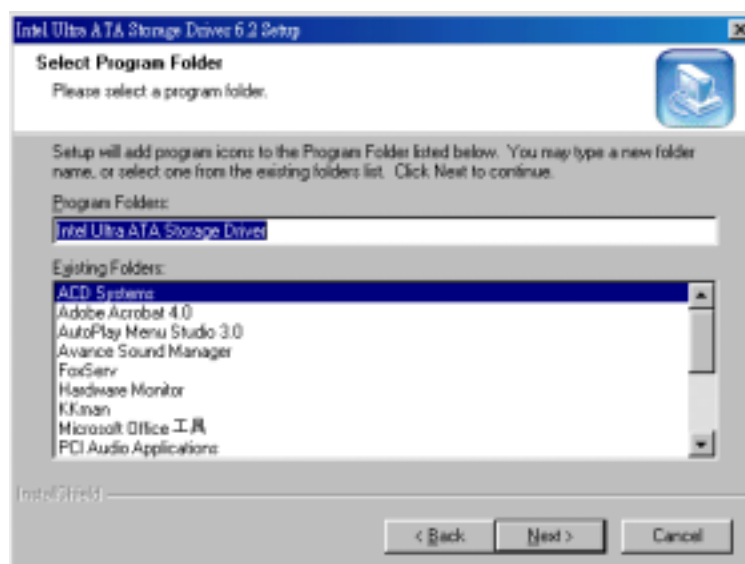 Intel Ultra ATA Storage Driver 6.2 Setup
Select Program Folder
Please select a program folder.
Setup will add program icons to the Program Folder listed below. You may type a new folder
name, or select one from the existing folders list. Click Next to continue.
Program Folders:
Intel Ultra ATA Storage Driver
Existing Folders:
ACD Systems
Adobe Acrobat 4.0
AutoPlay Menu Studio 3.0
Avance Sound Manager
FoxServ
Hardware Monitor
KKman
Microsoft Office 工具
PCI Audio Applications
InstallShield
< Back
Next >
Cancel